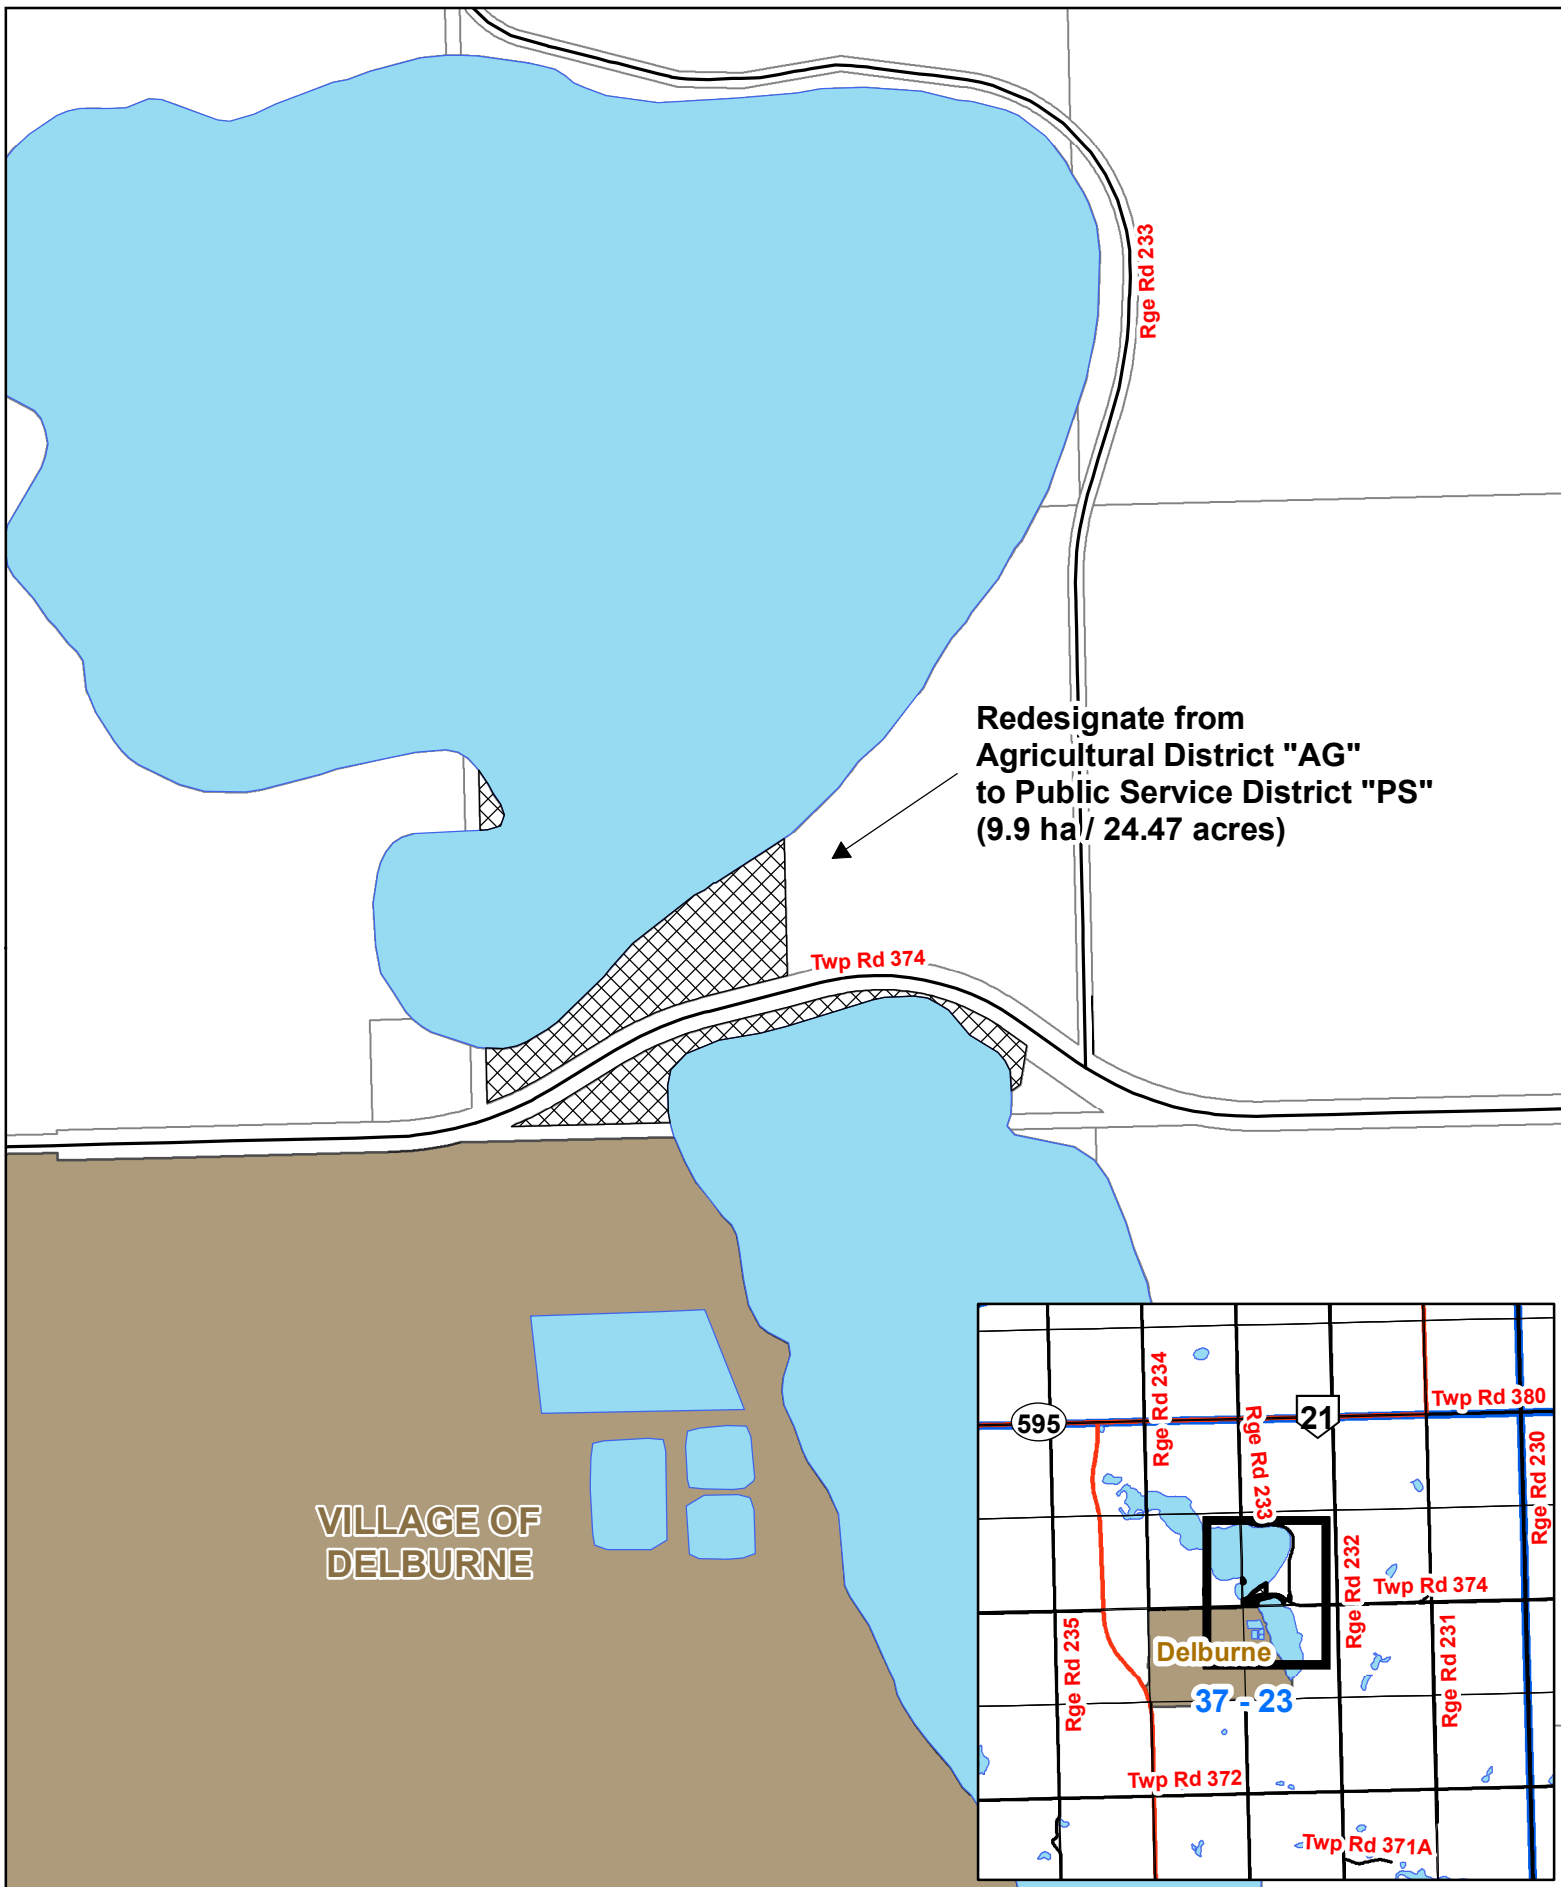 Rge Rd 233
Redesignate from
Agricultural District "AG"
to Public Service District "PS"
(9.9 ha / 24.47 acres)
Twp Rd 374
VILLAGE OF
DELBURNE
595
Rge Rd 234
Rge Rd 233
21
Twp Rd 380
Rge Rd 230
Rge Rd 232
Twp Rd 374
Rge Rd 235
Delburne
Rge Rd 231
37 - 23
Twp Rd 372
Twp Rd 371A